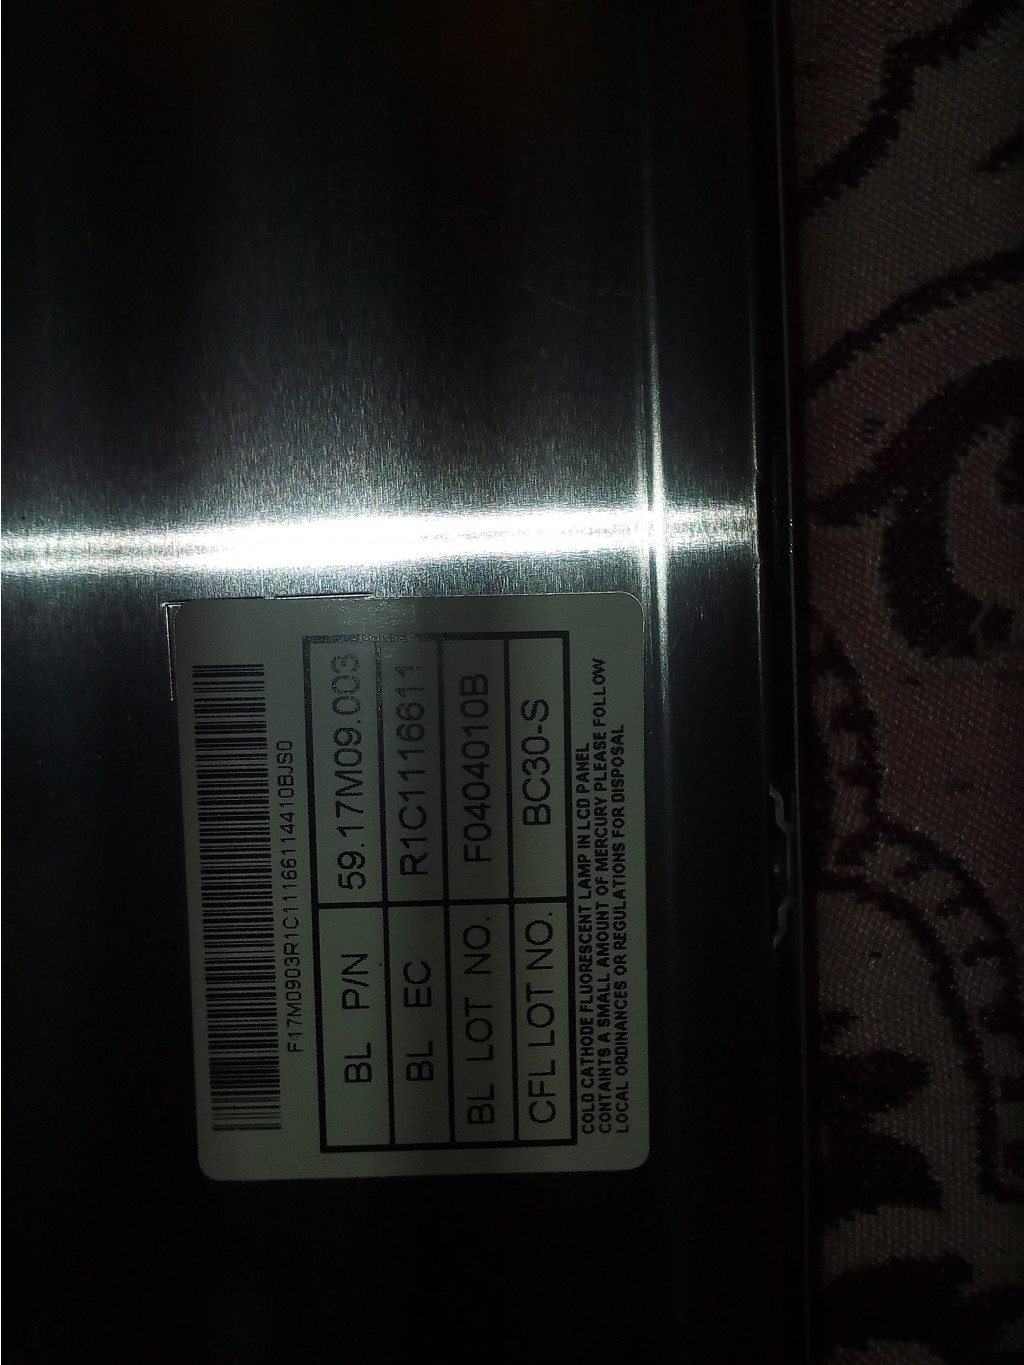 F17M0903R1C11166114410BJS0
BL P/N 59.17M09.003
BL EC R1C1116611
BL LOT NO. F0404010B
CFL LOT NO. BC30-S
COLD CATHODE FLUORESCENT LAMP IN LCD PANEL
CONTAINTS A SMALL AMOUNT OF MERCURY PLEASE FOLLOW
LOCAL ORDINANCES OR REGULATIONS FOR DISPOSAL